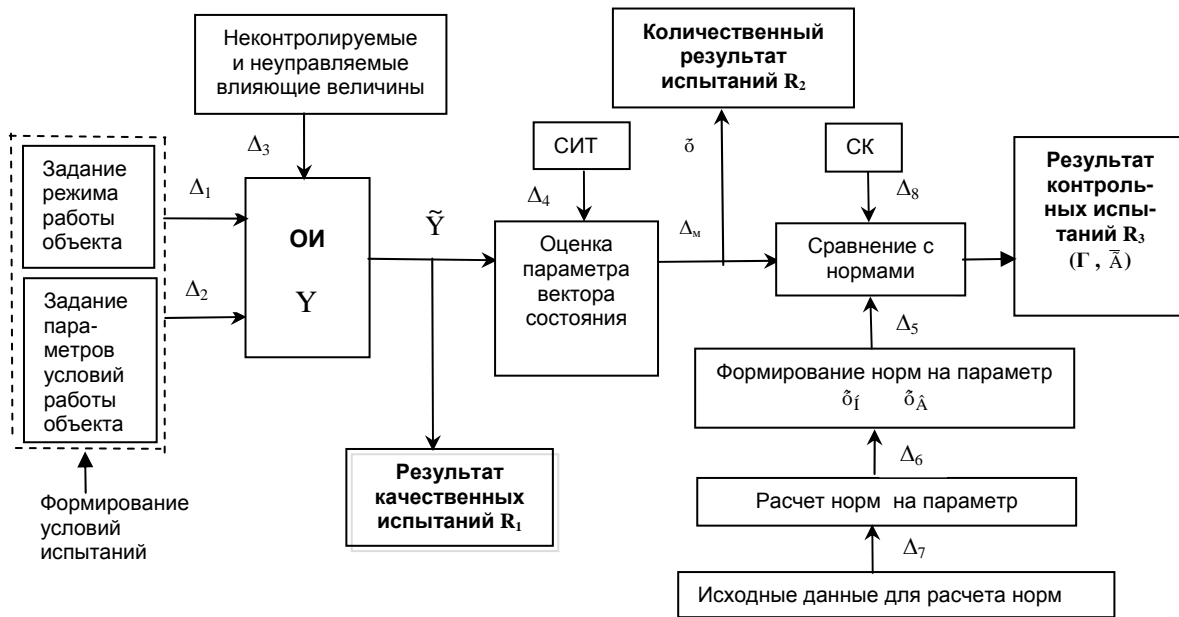 Неконтролируемые
и неуправляемые
влияющие величины
Количественный
результат
испытаний R₂
Δ₃
СИТ
õ
СК
Задание
режима
работы
объекта
Δ₁
Δ₄
Δ₈
Результат
контроль-
ных испы-
таний R₃
(Г , Ã)
ОИ
Y
Ỹ
Оценка
параметра
вектора
состояния
Δм
Сравнение с
нормами
Задание
пара-
метров
условий
работы
объекта
Δ₂
Δ₅
Формирование норм на параметр
õ_Í õ_Â
Δ₆
Результат
качественных
испытаний R₁
Расчет норм на параметр
Формирование
условий
испытаний
Δ₇
Исходные данные для расчета норм